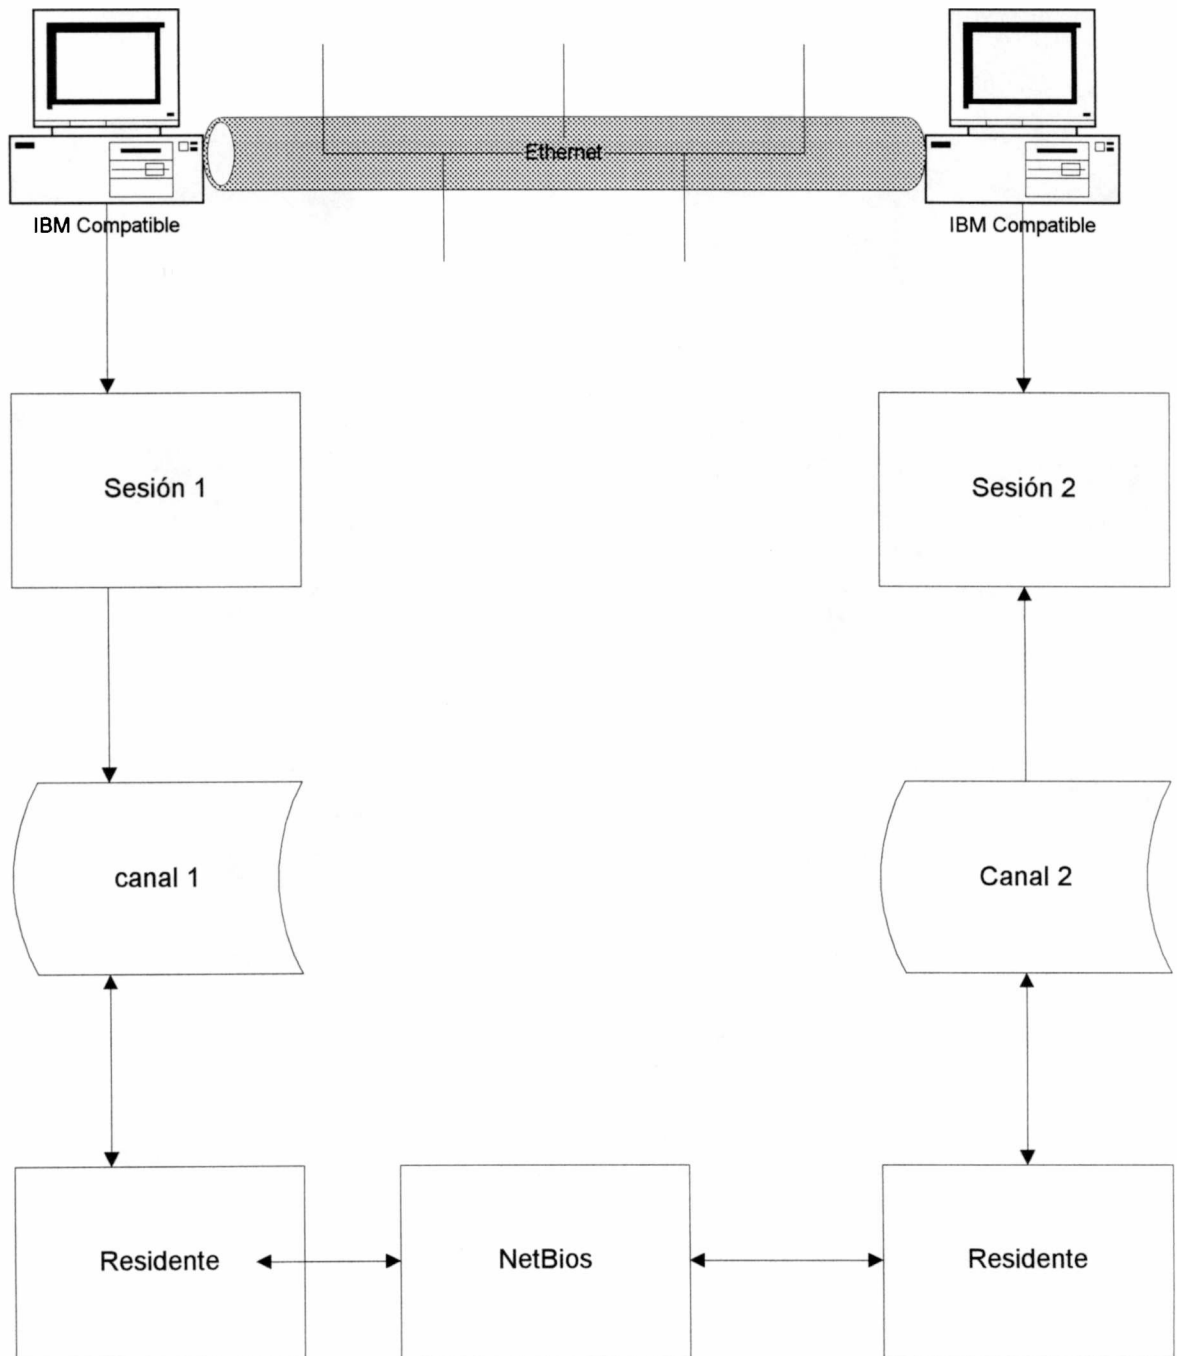 Ethernet
IBM Compatible
IBM Compatible
Sesión 1
Sesión 2
canal 1
Canal 2
Residente
NetBios
Residente